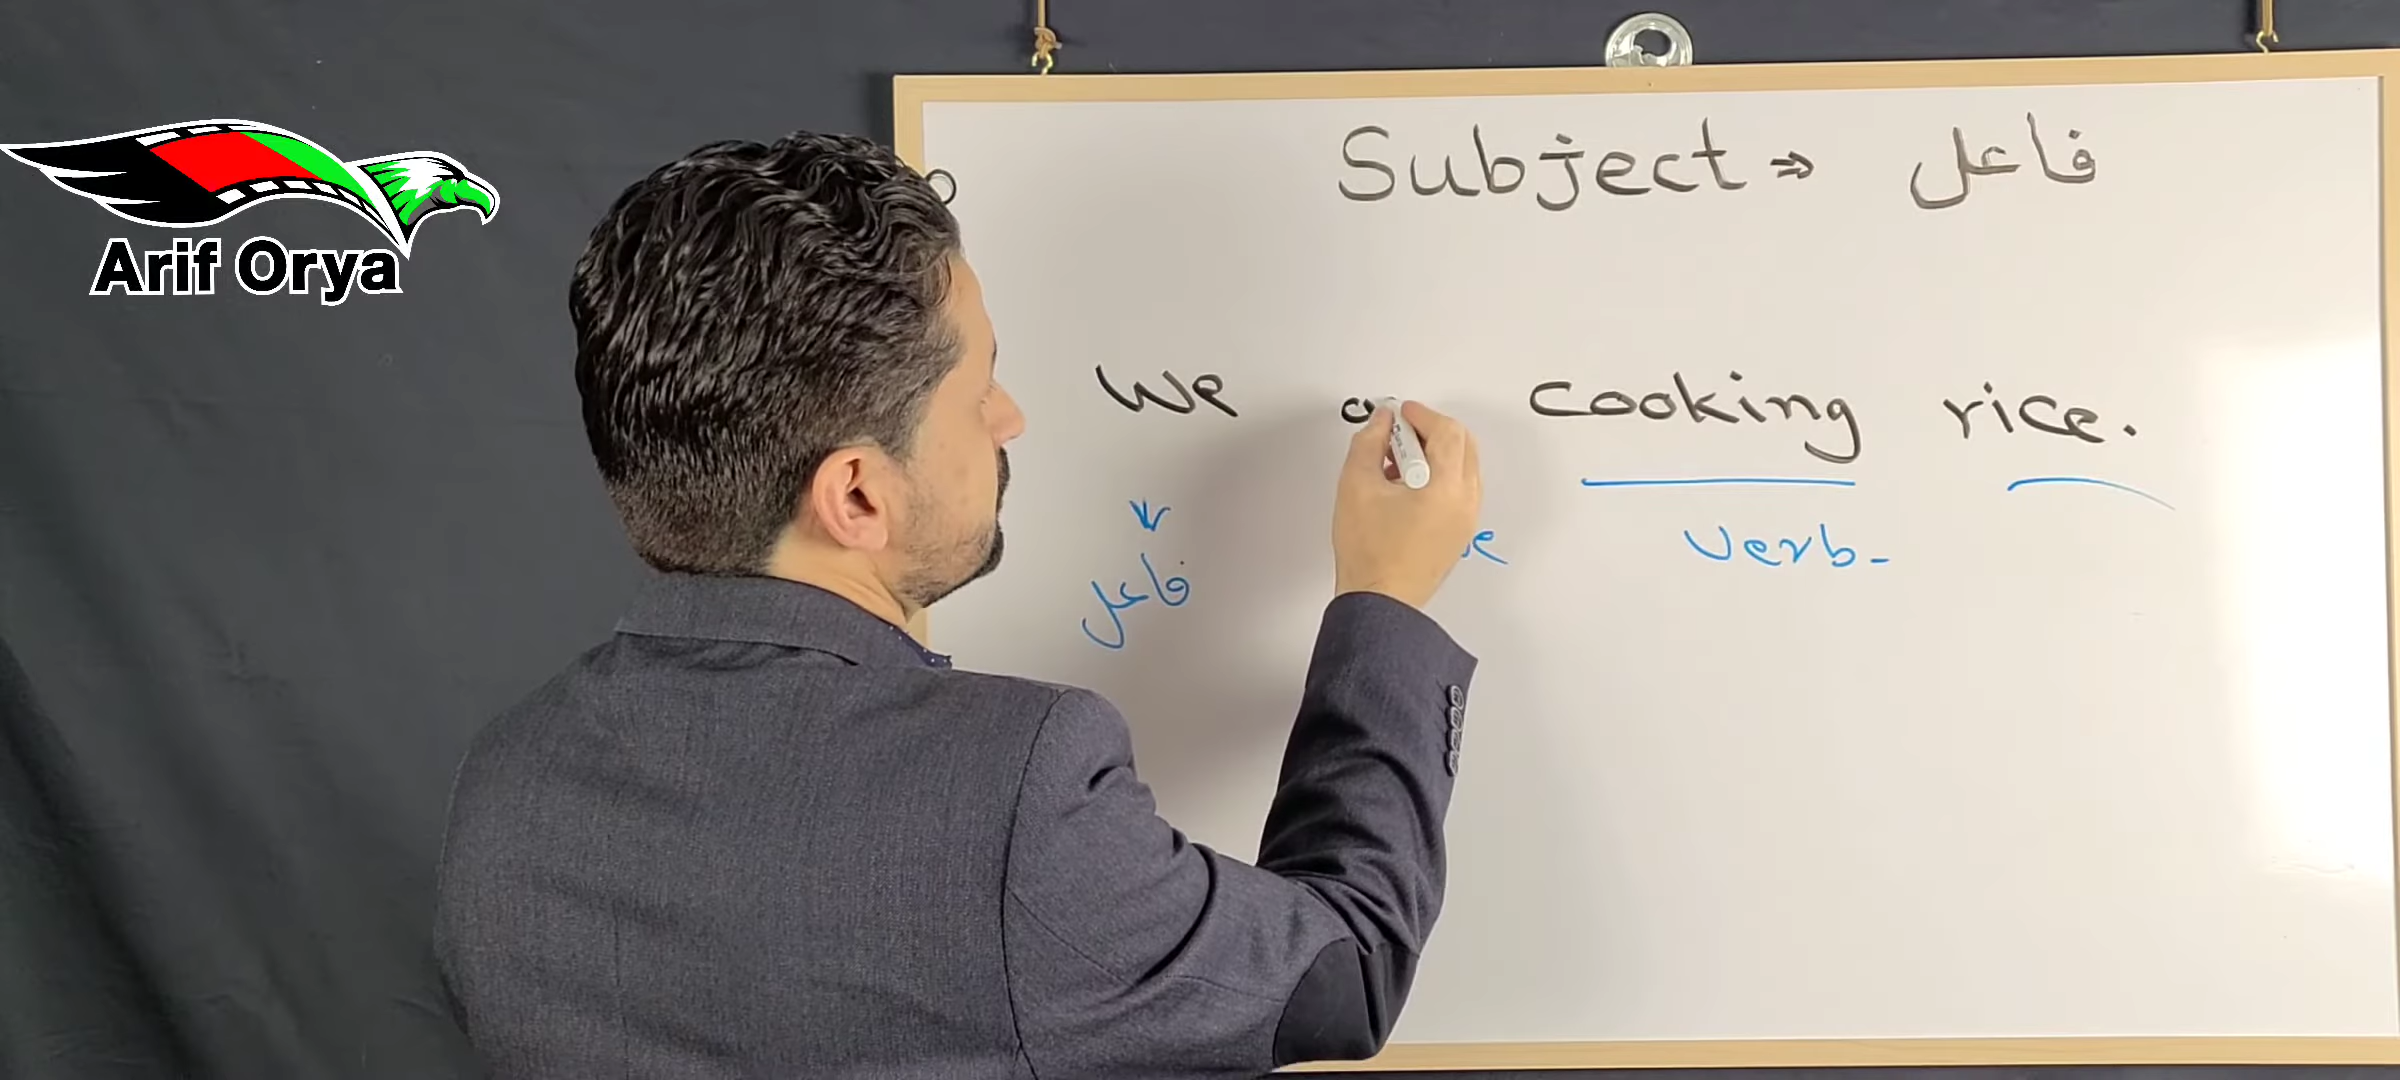 Arif Orya
Subject ⇒ فاعل
We cooking rice.
verb-
فاعل